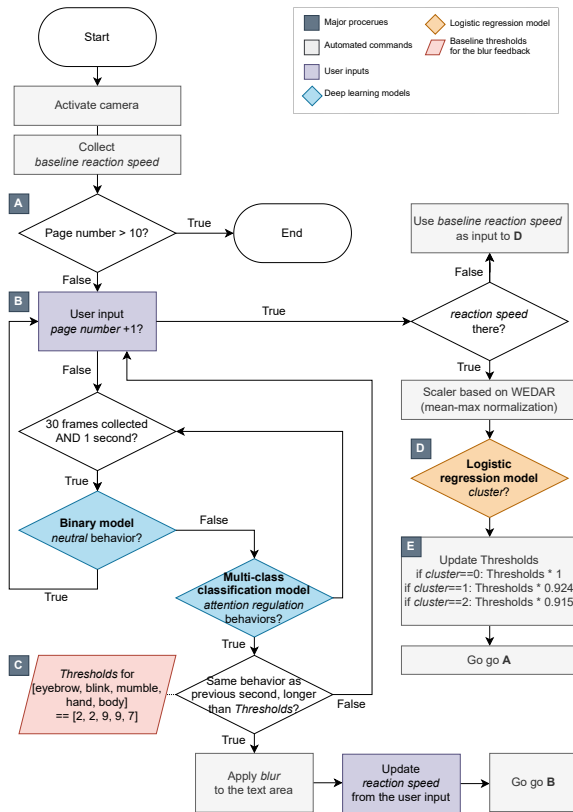 Start
Major procerues
Automated commands
User inputs
Deep learning models
Logistic regression model
Baseline thresholds
for the blur feedback
Activate camera
Collect
baseline reaction speed
A
Page number > 10?
True
End
False
Use baseline reaction speed
as input to D
False
B
User input
page number +1?
True
reaction speed
there?
False
True
30 frames collected
AND 1 second?
Scaler based on WEDAR
(mean-max normalization)
True
D
Logistic
regression model
cluster?
Binary model
neutral behavior?
False
True
E
Update Thresholds
if cluster==0: Thresholds * 1
if cluster==1: Thresholds * 0.924
if cluster==2: Thresholds * 0.915
Multi-class
classification model
attention regulation
behaviors?
True
Go go A
C
Thresholds for
[eyebrow, blink, mumble,
hand, body]
== [2, 2, 9, 9, 7]
Same behavior as
previous second, longer
than Thresholds?
False
True
Apply blur
to the text area
Update
reaction speed
from the user input
Go go B